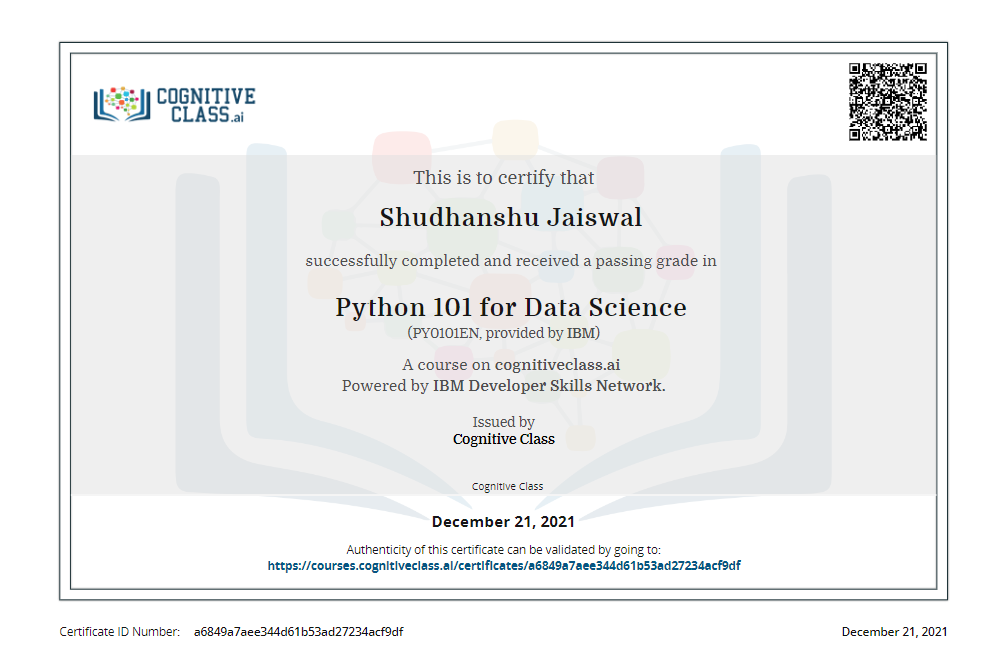 COGNITIVE
CLASS.ai
This is to certify that
Shudhanshu Jaiswal
successfully completed and received a passing grade in
Python 101 for Data Science
(PY0101EN, provided by IBM)
A course on cognitiveclass.ai
Powered by IBM Developer Skills Network.
Issued by
Cognitive Class
Cognitive Class
December 21, 2021
Authenticity of this certificate can be validated by going to:
https://courses.cognitiveclass.ai/certificates/a6849a7aee344d61b53ad27234acf9df
Certificate ID Number: a6849a7aee344d61b53ad27234acf9df
December 21, 2021